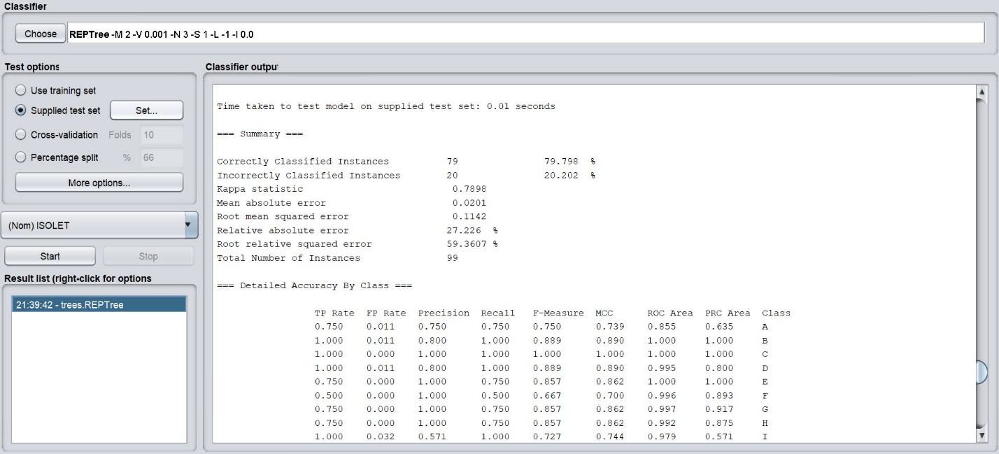 Classifier
Choose REPTree -M 2 -V 0.001 -N 3 -S 1 -L -1 -I 0.0
Test options
Use training set
Supplied test set Set...
Cross-validation Folds 10
Percentage split % 66
More options...
(Nom) ISOLET
Start Stop
Result list (right-click for options
21:39:42 - trees.REPTree
Classifier output
Time taken to test model on supplied test set: 0.01 seconds
=== Summary ===
Correctly Classified Instances 79 79.798 %
Incorrectly Classified Instances 20 20.202 %
Kappa statistic 0.7898
Mean absolute error 0.0201
Root mean squared error 0.1142
Relative absolute error 27.226 %
Root relative squared error 59.3607 %
Total Number of Instances 99
=== Detailed Accuracy By Class ===
TP Rate FP Rate Precision Recall F-Measure MCC ROC Area PRC Area Class
0.750 0.011 0.750 0.750 0.750 0.739 0.855 0.635 A
1.000 0.011 0.800 1.000 0.889 0.890 1.000 1.000 B
1.000 0.000 1.000 1.000 1.000 1.000 1.000 1.000 C
1.000 0.011 0.800 1.000 0.889 0.890 0.995 0.800 D
0.750 0.000 1.000 0.750 0.857 0.862 1.000 1.000 E
0.500 0.000 1.000 0.500 0.667 0.700 0.996 0.893 F
0.750 0.000 1.000 0.750 0.857 0.862 0.997 0.917 G
0.750 0.000 1.000 0.750 0.857 0.862 0.992 0.875 H
1.000 0.032 0.571 1.000 0.727 0.744 0.979 0.571 I